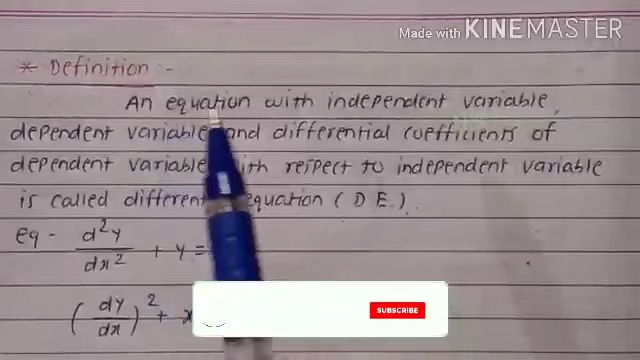 Made with KINEMASTER
* Definition -
An equation with independent variable,
dependent variable and differential coefficients of
dependent variable with respect to independent variable
is called different equation (D E.).
eg - d²y/dx² + y =
(dy/dx)² + x
SUBSCRIBE